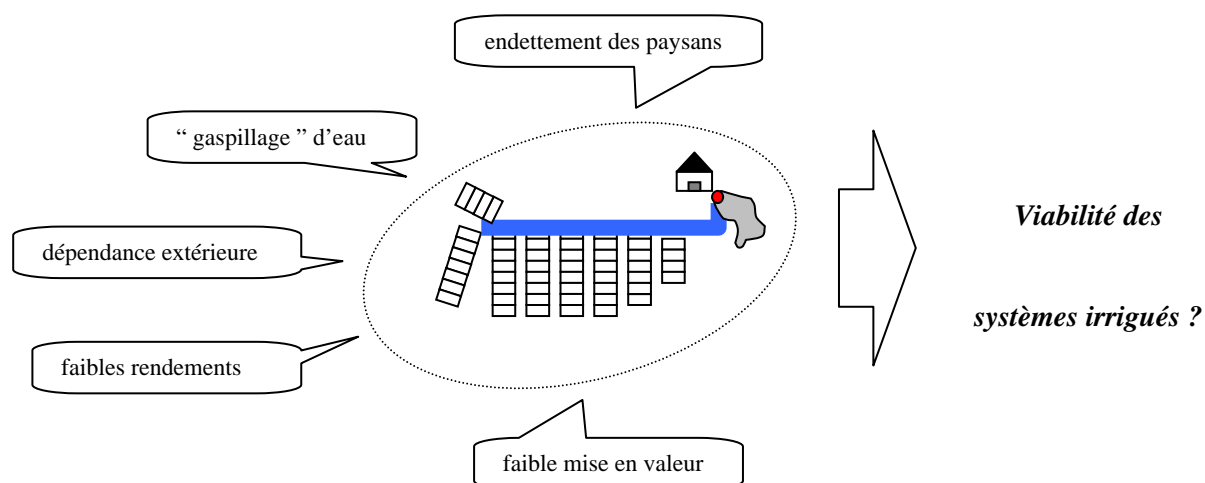 endettement des paysans
“ gaspillage ” d’eau
dépendance extérieure
faibles rendements
faible mise en valeur
Viabilité des
systèmes irrigués ?